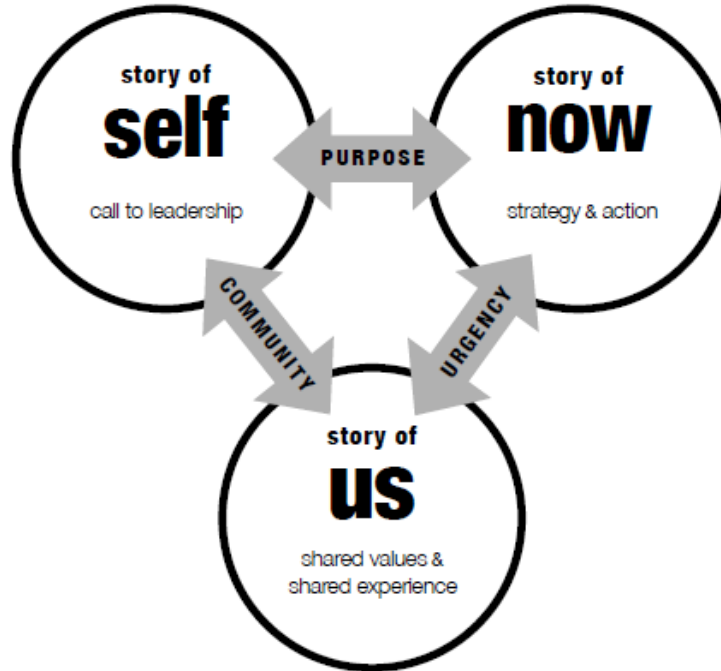 story of
self
call to leadership
PURPOSE
story of
now
strategy & action
COMMUNITY
URGENCY
story of
us
shared values &
shared experience